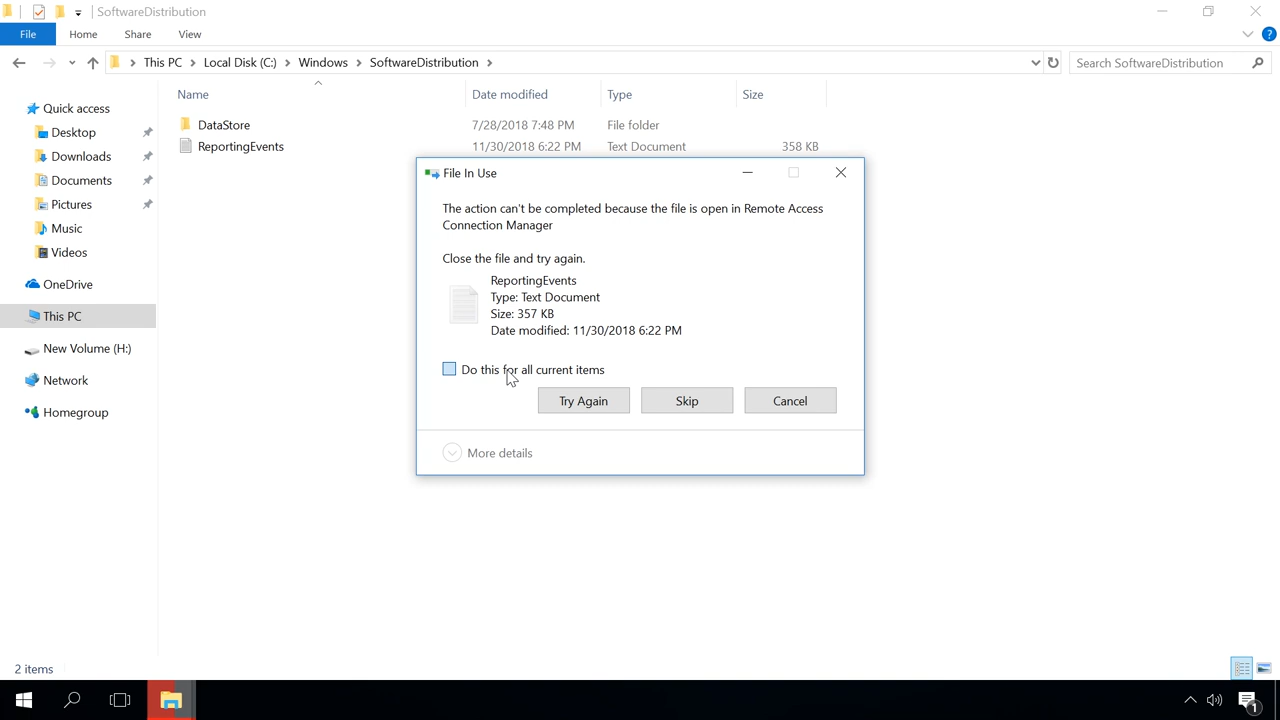 SoftwareDistribution
File
Home
Share
View
This PC
Local Disk (C:)
Windows
SoftwareDistribution
Search SoftwareDistribution
Name
Date modified
Type
Size
Quick access
Desktop
Downloads
Documents
Pictures
Music
Videos
OneDrive
This PC
New Volume (H:)
Network
Homegroup
DataStore
7/28/2018 7:48 PM
File folder
ReportingEvents
11/30/2018 6:22 PM
Text Document
358 KB
File In Use
The action can't be completed because the file is open in Remote Access
Connection Manager
Close the file and try again.
ReportingEvents
Type: Text Document
Size: 357 KB
Date modified: 11/30/2018 6:22 PM
Do this for all current items
Try Again
Skip
Cancel
More details
2 items
1